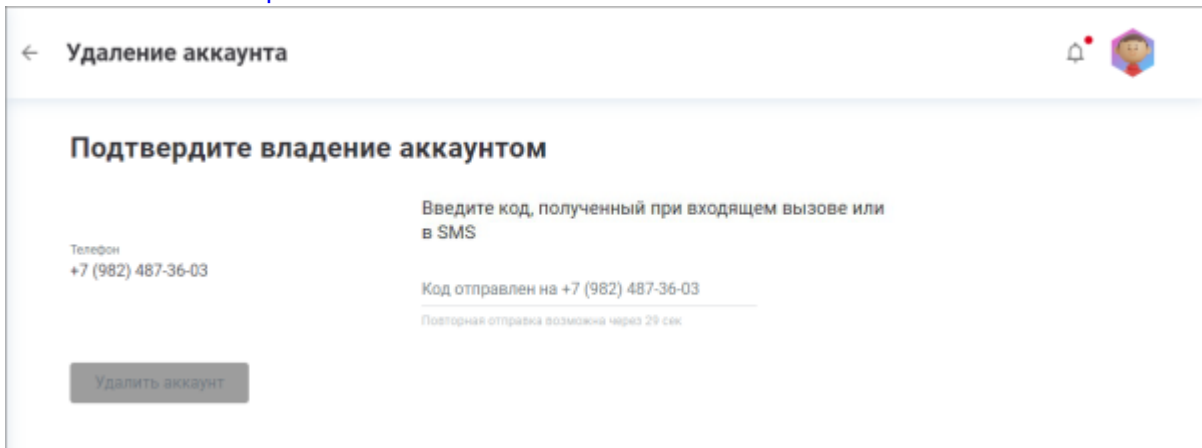 Удаление аккаунта
Подтвердите владение аккаунтом
Введите код, полученный при входящем вызове или
в SMS
Телефон
+7 (982) 487-36-03
Код отправлен на +7 (982) 487-36-03
Повторная отправка возможна через 29 сек
Удалить аккаунт